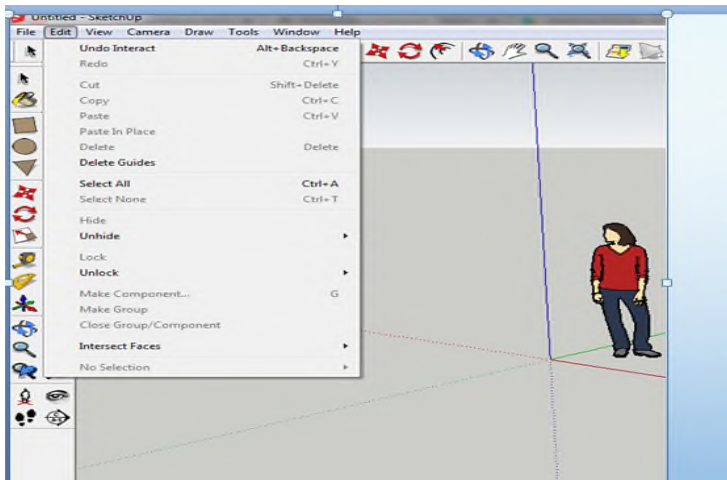 Untitled - SketchUp
File Edit View Camera Draw Tools Window Help
Undo Interact Alt+Backspace
Redo Ctrl+Y
Cut Shift+Delete
Copy Ctrl+C
Paste Ctrl+V
Paste In Place
Delete Delete
Delete Guides
Select All Ctrl+A
Select None Ctrl+T
Hide
Unhide
Lock
Unlock
Make Component... G
Make Group
Close Group/Component
Intersect Faces
No Selection